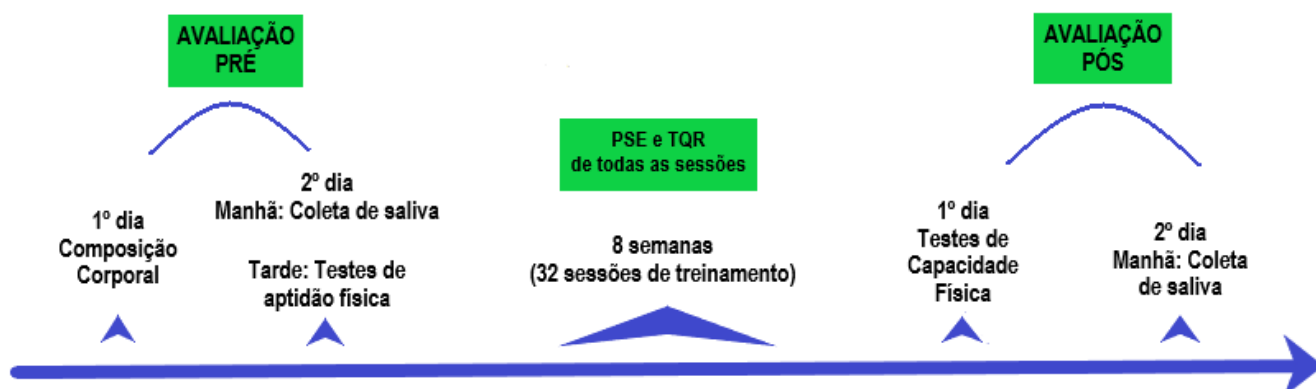 AVALIAÇÃO
PRÉ
1º dia
Composição
Corporal
2º dia
Manhã: Coleta de saliva
Tarde: Testes de
aptidão física
PSE e TQR
de todas as sessões
8 semanas
(32 sessões de treinamento)
AVALIAÇÃO
PÓS
1º dia
Testes de
Capacidade
Física
2º dia
Manhã: Coleta
de saliva